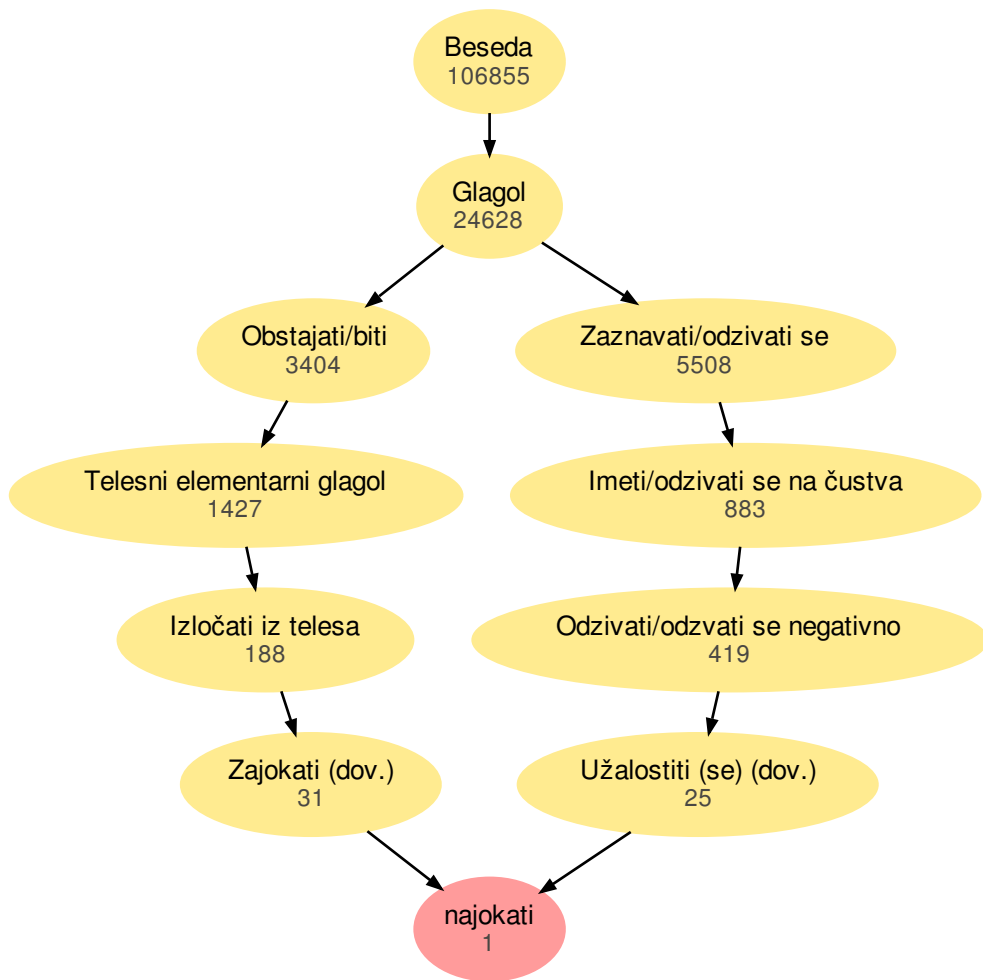 Beseda
106855
Glagol
24628
Obstajati/biti
3404
Zaznavati/odzivati se
5508
Telesni elementarni glagol
1427
Imeti/odzivati se na čustva
883
Izločati iz telesa
188
Odzivati/odzvati se negativno
419
Zajokati (dov.)
31
Užalostiti (se) (dov.)
25
najokati
1